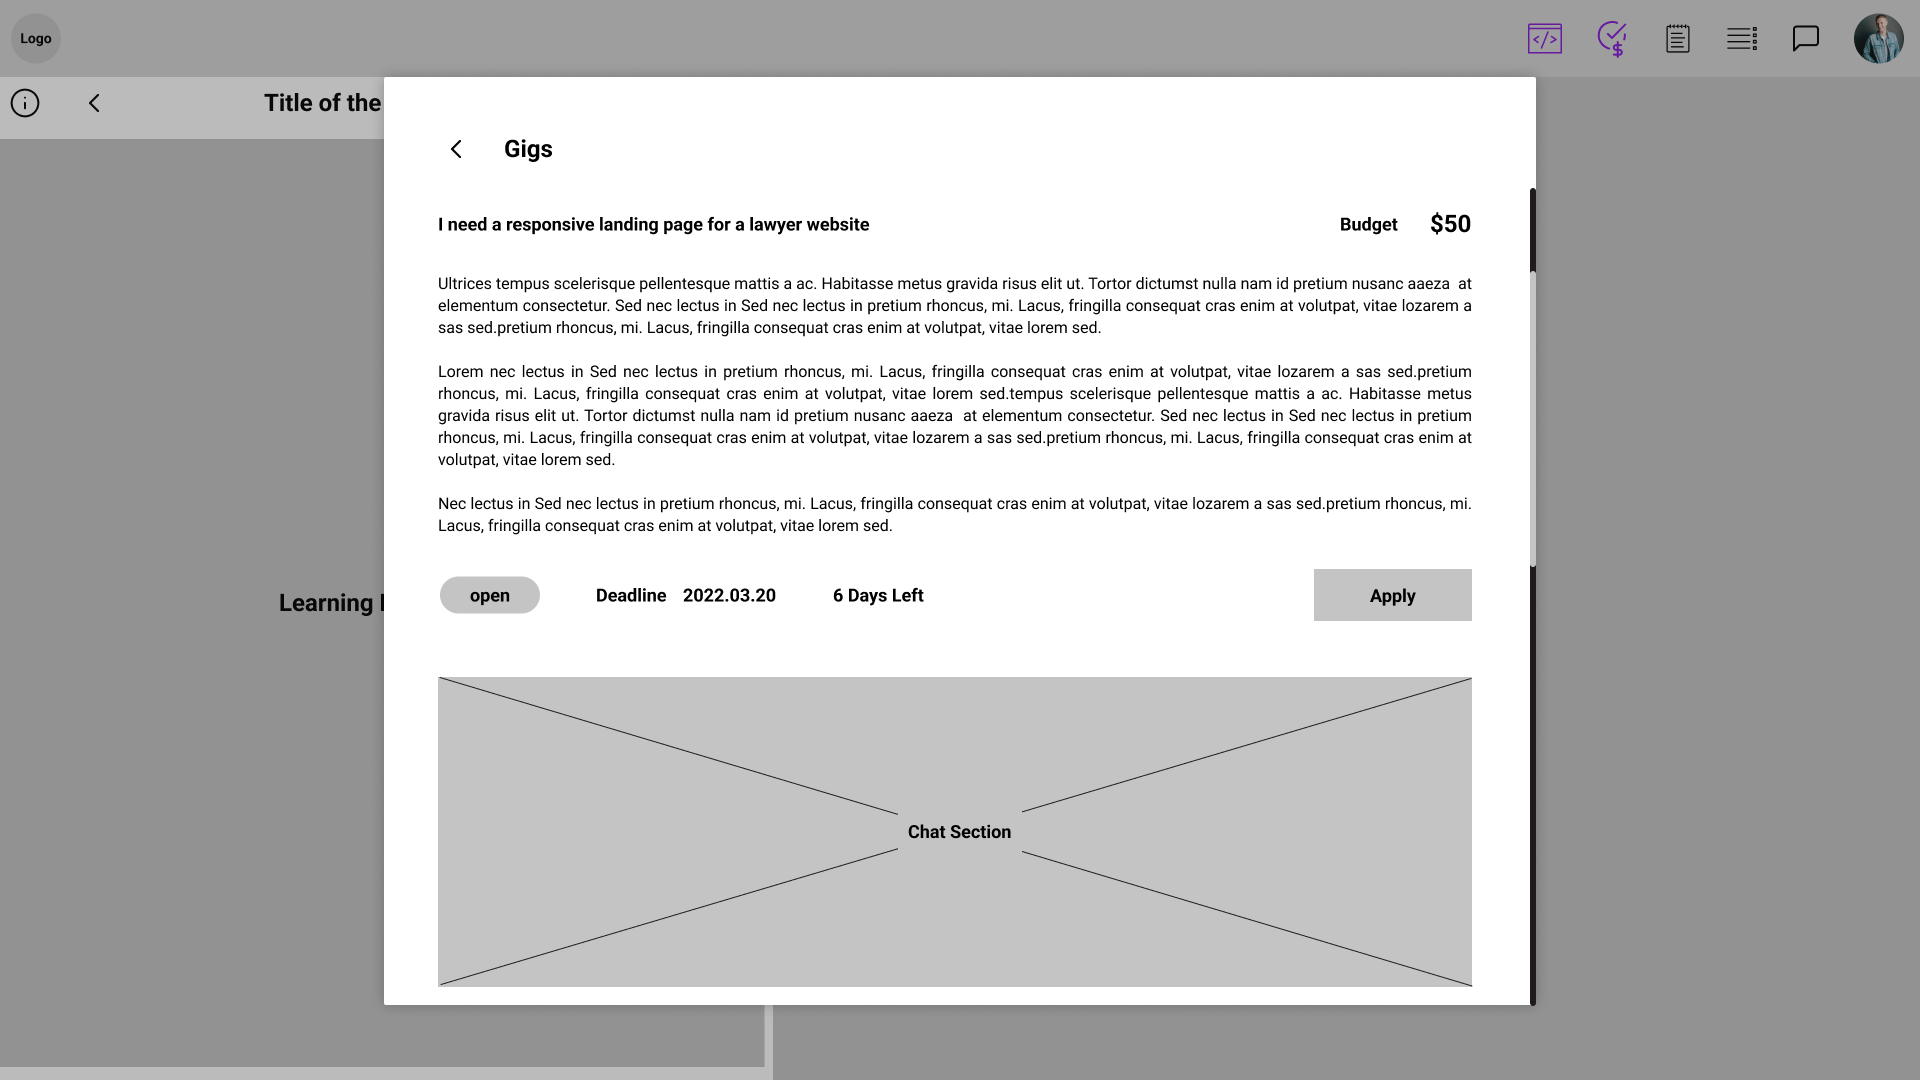 Logo
Title of the
Gigs
I need a responsive landing page for a lawyer website
Budget $50
Ultrices tempus scelerisque pellentesque mattis a ac. Habitasse metus gravida risus elit ut. Tortor dictumst nulla nam id pretium nusanc aaeza  at
elementum consectetur. Sed nec lectus in Sed nec lectus in pretium rhoncus, mi. Lacus, fringilla consequat cras enim at volutpat, vitae lozarem a
sas sed.pretium rhoncus, mi. Lacus, fringilla consequat cras enim at volutpat, vitae lorem sed.
Lorem nec lectus in Sed nec lectus in pretium rhoncus, mi. Lacus, fringilla consequat cras enim at volutpat, vitae lozarem a sas sed.pretium
rhoncus, mi. Lacus, fringilla consequat cras enim at volutpat, vitae lorem sed.tempus scelerisque pellentesque mattis a ac. Habitasse metus
gravida risus elit ut. Tortor dictumst nulla nam id pretium nusanc aaeza  at elementum consectetur. Sed nec lectus in Sed nec lectus in pretium
rhoncus, mi. Lacus, fringilla consequat cras enim at volutpat, vitae lozarem a sas sed.pretium rhoncus, mi. Lacus, fringilla consequat cras enim at
volutpat, vitae lorem sed.
Nec lectus in Sed nec lectus in pretium rhoncus, mi. Lacus, fringilla consequat cras enim at volutpat, vitae lozarem a sas sed.pretium rhoncus, mi.
Lacus, fringilla consequat cras enim at volutpat, vitae lorem sed.
Learning
open
Deadline 2022.03.20
6 Days Left
Apply
Chat Section